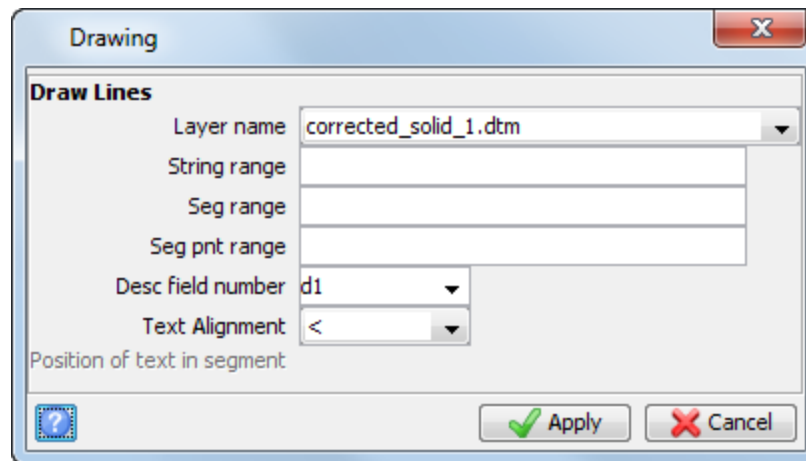 Drawing
Draw Lines
Layer name corrected_solid_1.dtm
String range
Seg range
Seg pnt range
Desc field number d1
Text Alignment <
Position of text in segment
? Apply Cancel